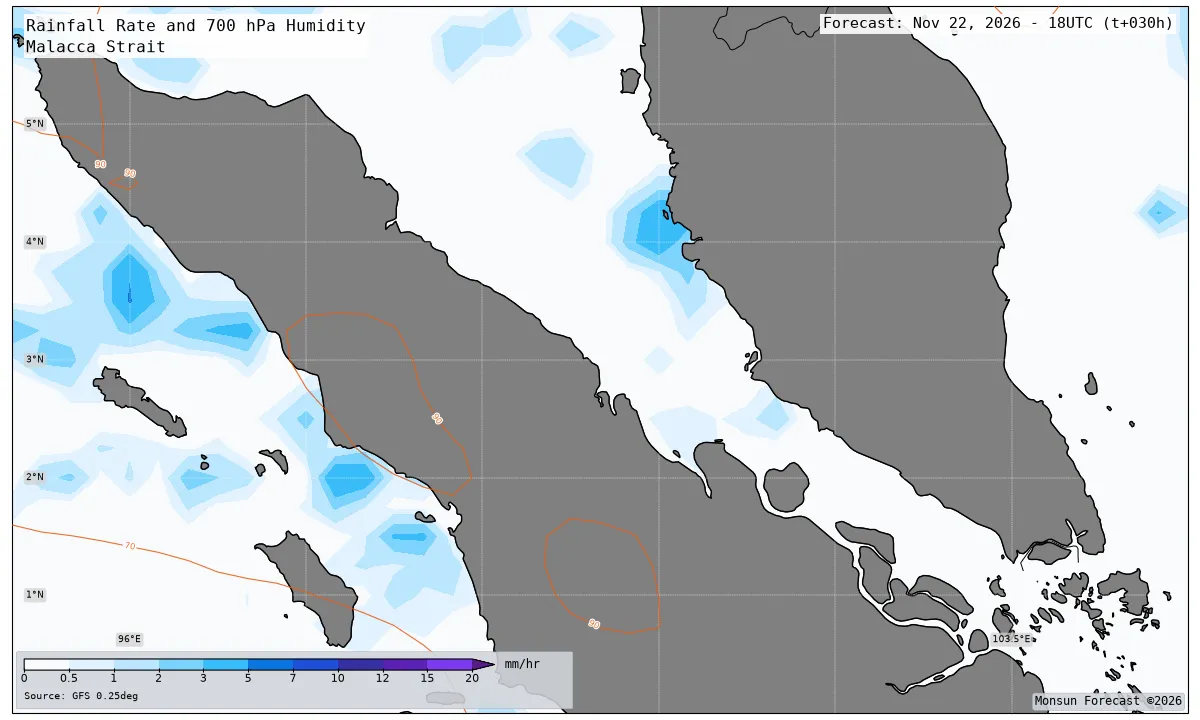 Rainfall Rate and 700 hPa Humidity
Malacca Strait
Forecast: Nov 22, 2026 - 18UTC (t+030h)
5°N
90
90
4°N
3°N
90
2°N
70
1°N
90
96°E
103.5°E
mm/hr
0 0.5 1 2 3 5 7 10 12 15 20
Source: GFS 0.25deg
Monsun Forecast ©2026